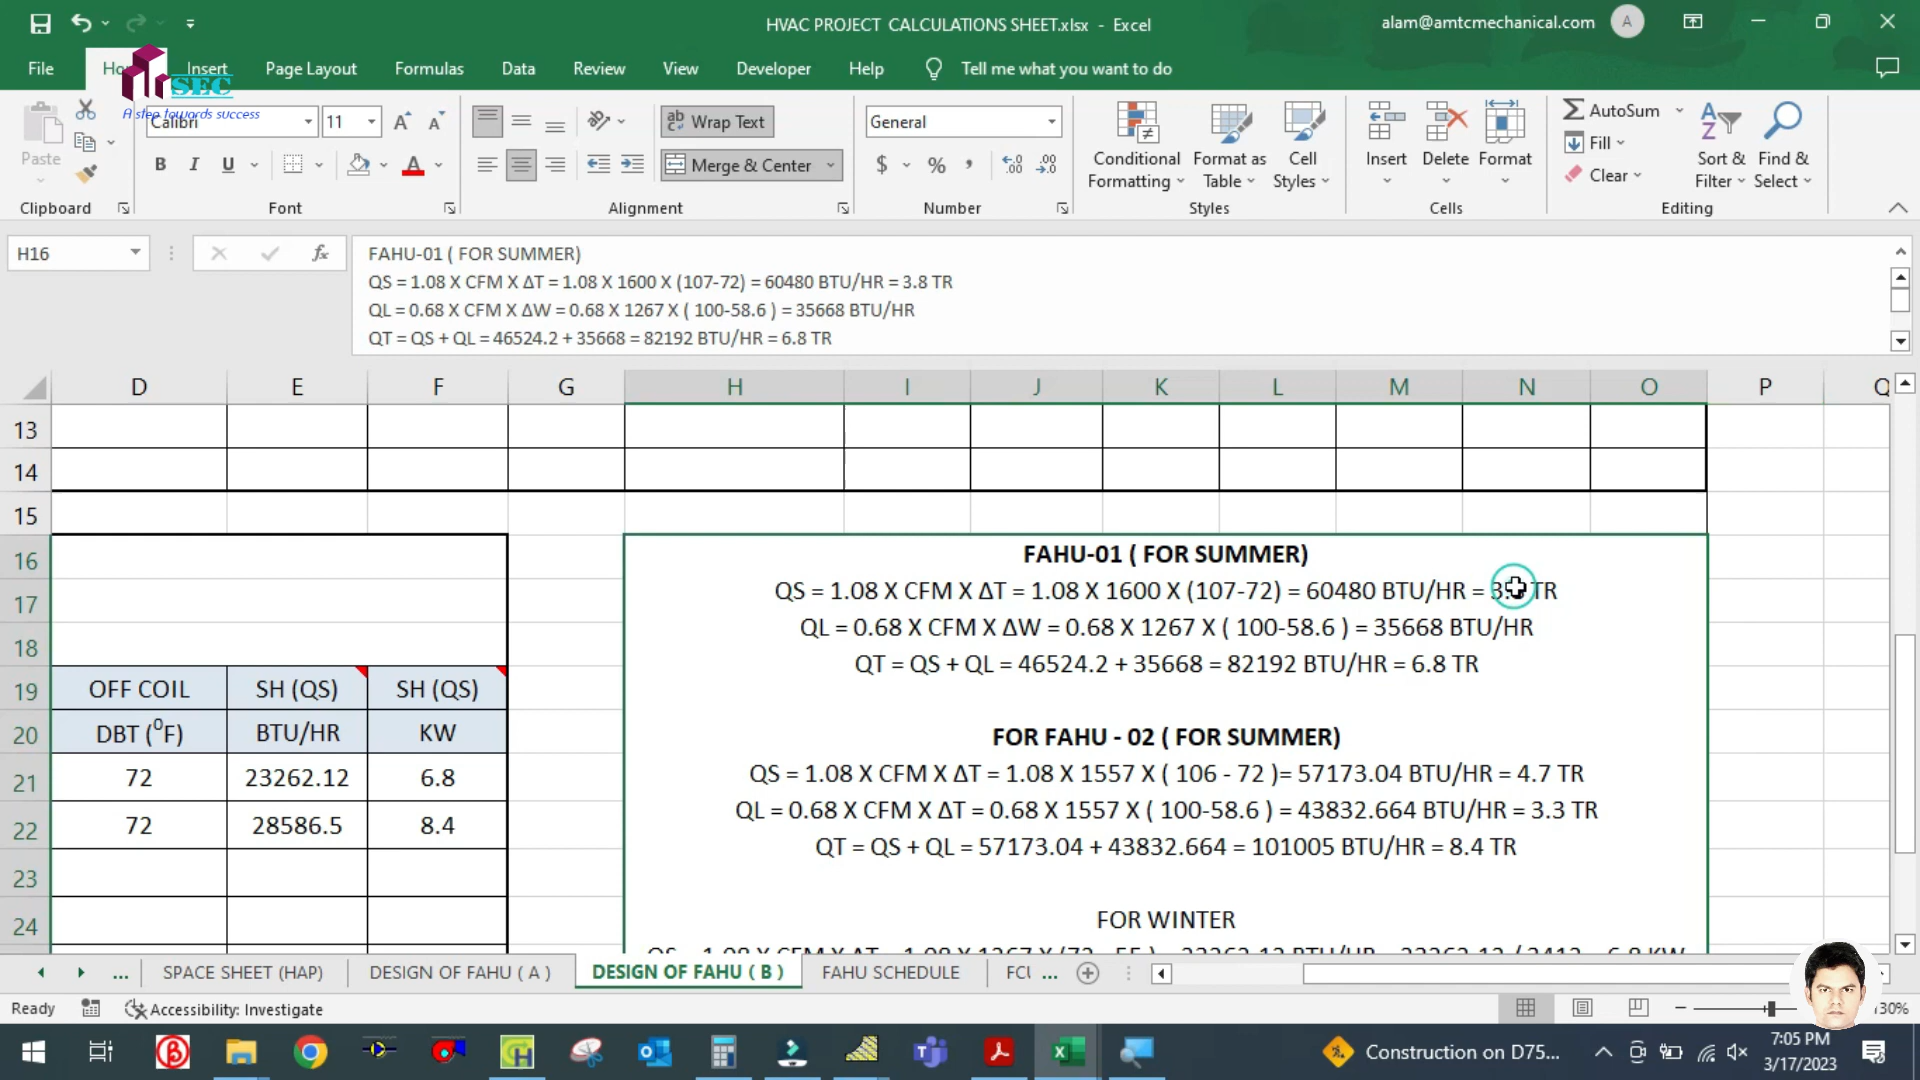 HVAC PROJECT CALCULATIONS SHEET.xlsx - Excel
alam@amtcmechanical.com
A
File
Insert
Page Layout
Formulas
Data
Review
View
Developer
Help
Tell me what you want to do
SEC
A step towards success
Paste
Calibri
11
Wrap Text
General
Conditional Formatting
Format as Table
Cell Styles
Insert
Delete
Format
AutoSum
Fill
Clear
Sort & Filter
Find & Select
B I U
Merge & Center
$ % ,
Clipboard
Font
Alignment
Number
Styles
Cells
Editing
H16
fx
FAHU-01 ( FOR SUMMER)
QS = 1.08 X CFM X ΔT = 1.08 X 1600 X (107-72) = 60480 BTU/HR = 3.8 TR
QL = 0.68 X CFM X ΔW = 0.68 X 1267 X ( 100-58.6 ) = 35668 BTU/HR
QT = QS + QL = 46524.2 + 35668 = 82192 BTU/HR = 6.8 TR
D E F G H I J K L M N O P Q
13
14
15
16
17
18
19
20
21
22
23
24
OFF COIL SH (QS) SH (QS)
DBT (⁰F) BTU/HR KW
72 23262.12 6.8
72 28586.5 8.4
FAHU-01 ( FOR SUMMER)
QS = 1.08 X CFM X ΔT = 1.08 X 1600 X (107-72) = 60480 BTU/HR = 3.8 TR
QL = 0.68 X CFM X ΔW = 0.68 X 1267 X ( 100-58.6 ) = 35668 BTU/HR
QT = QS + QL = 46524.2 + 35668 = 82192 BTU/HR = 6.8 TR
FOR FAHU - 02 ( FOR SUMMER)
QS = 1.08 X CFM X ΔT = 1.08 X 1557 X ( 106 - 72 )= 57173.04 BTU/HR = 4.7 TR
QL = 0.68 X CFM X ΔT = 0.68 X 1557 X ( 100-58.6 ) = 43832.664 BTU/HR = 3.3 TR
QT = QS + QL = 57173.04 + 43832.664 = 101005 BTU/HR = 8.4 TR
FOR WINTER
... SPACE SHEET (HAP) DESIGN OF FAHU ( A ) DESIGN OF FAHU ( B ) FAHU SCHEDULE FCU ...
Ready
Accessibility: Investigate
Construction on D75...
7:05 PM
3/17/2023